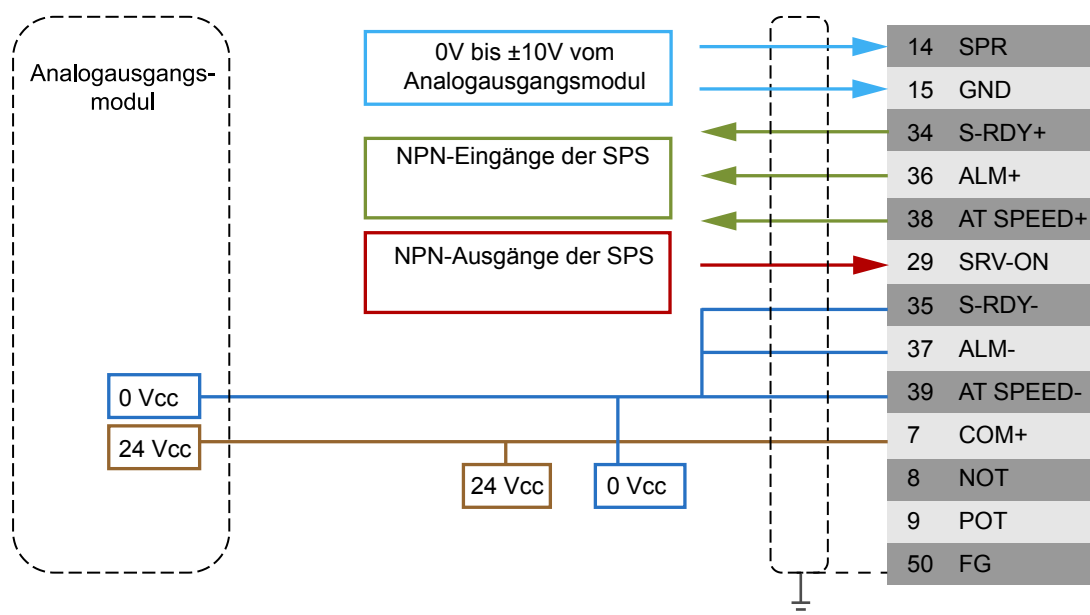 Analogausgangs-
modul
0V bis ±10V vom
Analogausgangsmodul
NPN-Eingänge der SPS
NPN-Ausgänge der SPS
0 Vcc
24 Vcc
24 Vcc
0 Vcc
14 SPR
15 GND
34 S-RDY+
36 ALM+
38 AT SPEED+
29 SRV-ON
35 S-RDY-
37 ALM-
39 AT SPEED-
7 COM+
8 NOT
9 POT
50 FG